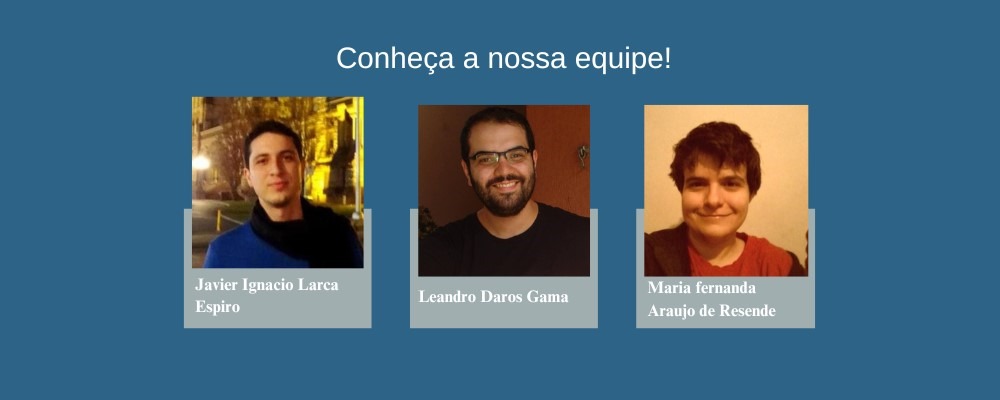 Conheça a nossa equipe!
Javier Ignacio Larca
Espiro
Leandro Daros Gama
Maria fernanda
Araujo de Resende